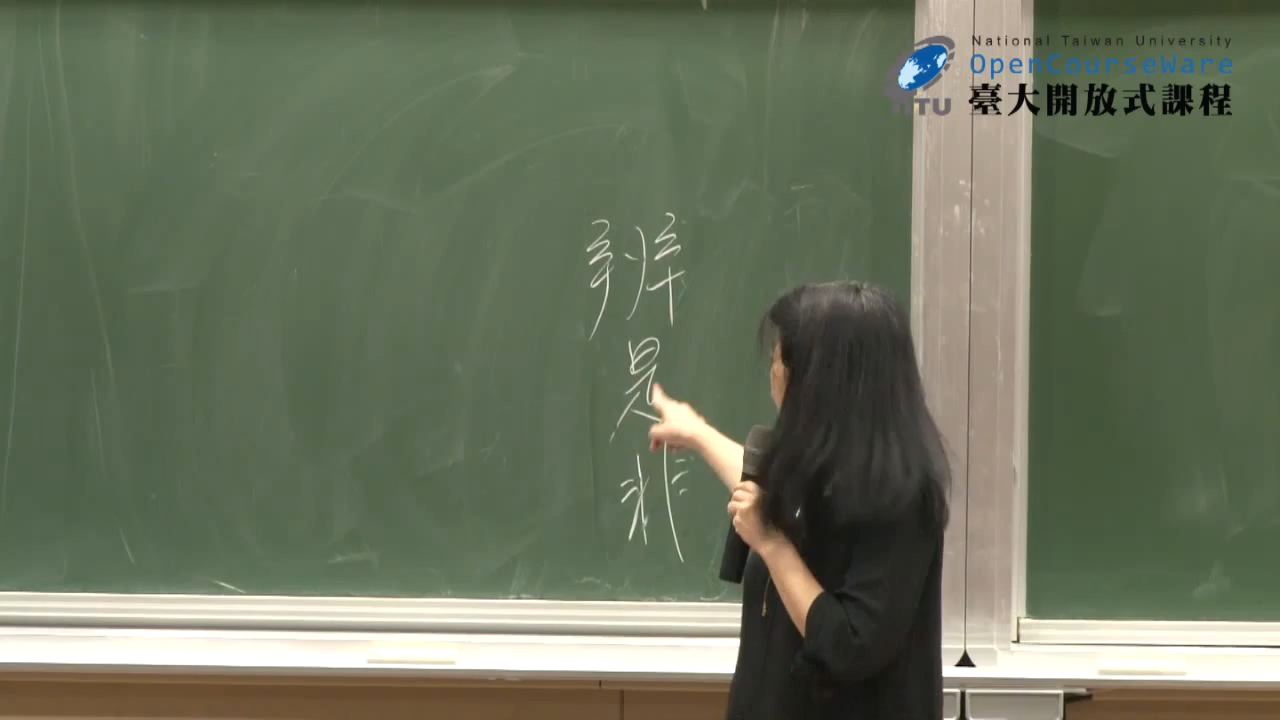 National Taiwan University
OpenCourseWare
NTU 臺大開放式課程
辨是非